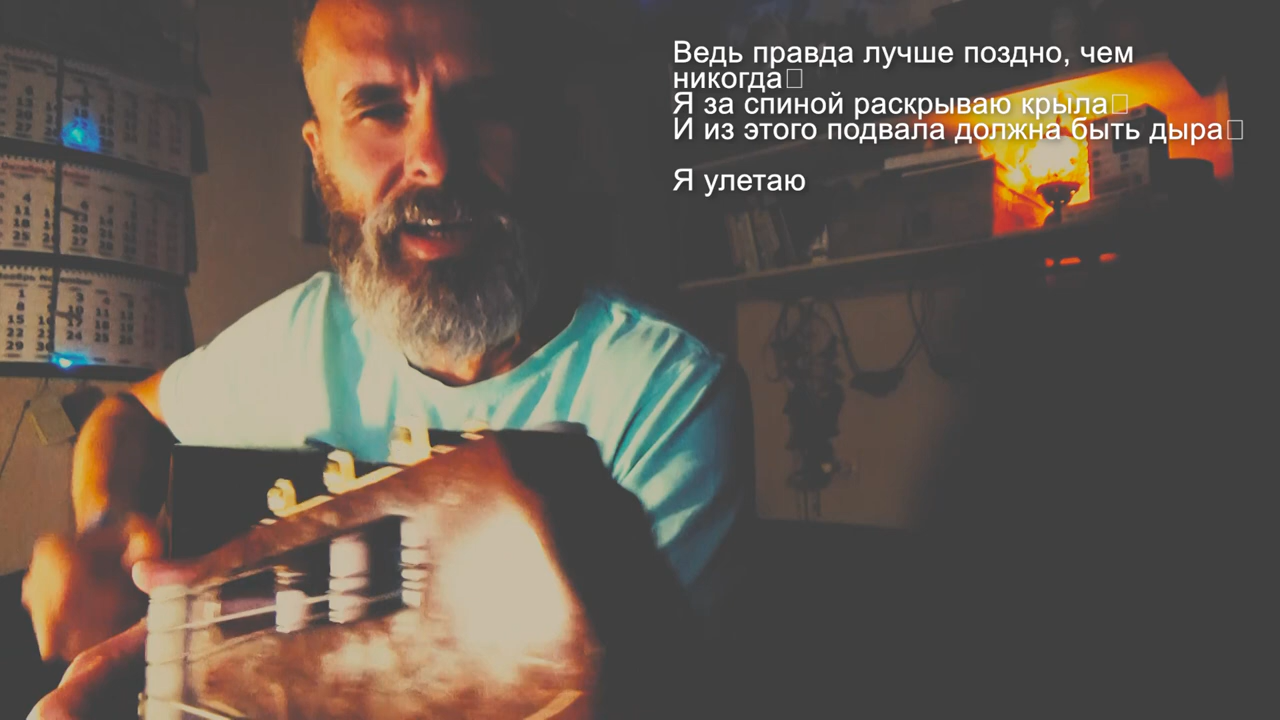 Ведь правда лучше поздно, чем
никогда
Я за спиной раскрываю крыла
И из этого подвала должна быть дыра
Я улетаю